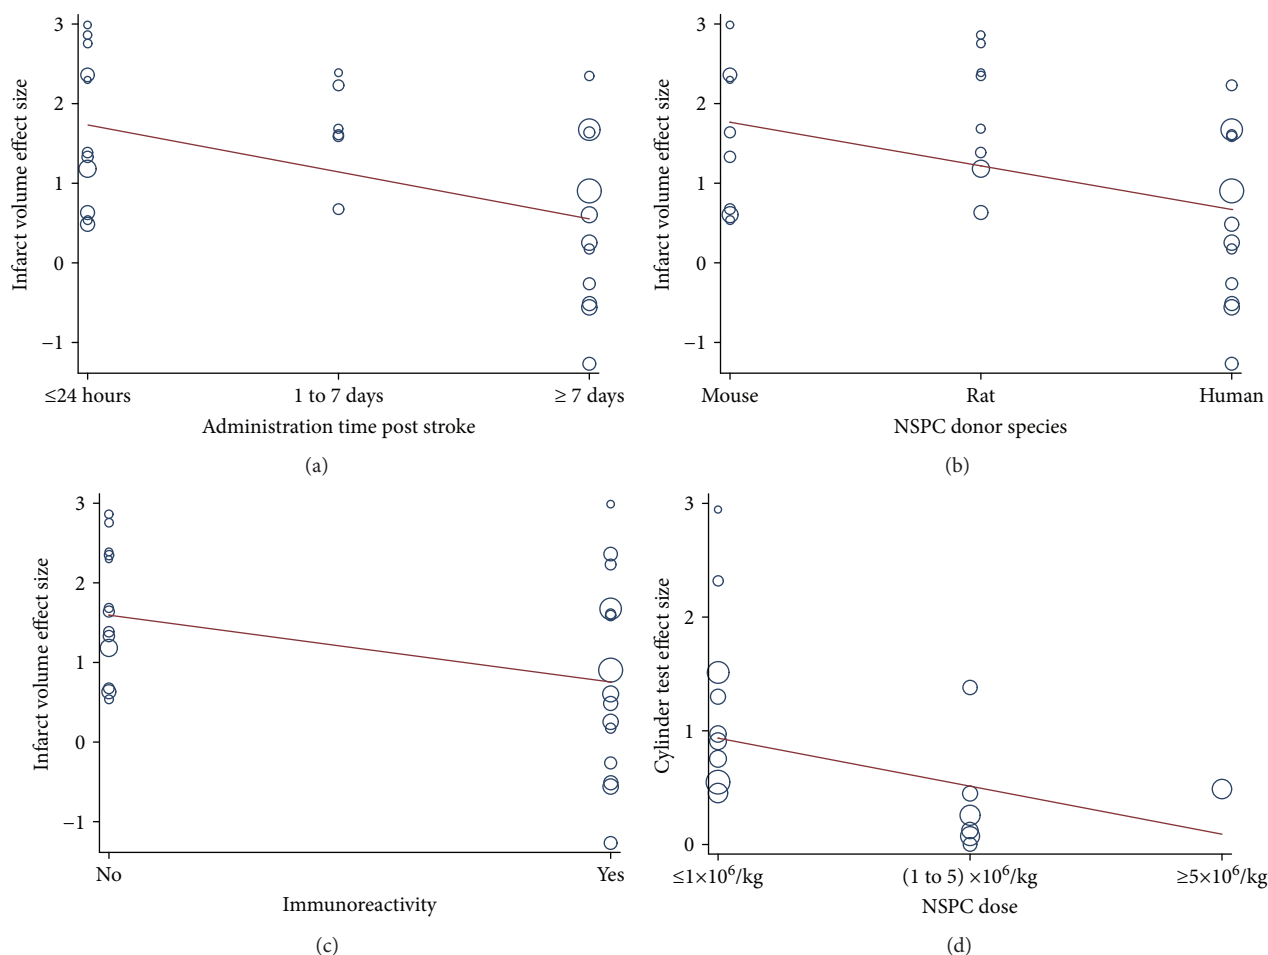 3
2
1
0
−1
Infarct volume effect size
≤24 hours
1 to 7 days
≥ 7 days
Administration time post stroke
(a)
3
2
1
0
−1
Infarct volume effect size
Mouse
Rat
Human
NSPC donor species
(b)
3
2
1
0
−1
Infarct volume effect size
No
Yes
Immunoreactivity
(c)
3
2
1
0
Cylinder test effect size
≤1×10⁶/kg
(1 to 5) ×10⁶/kg
≥5×10⁶/kg
NSPC dose
(d)